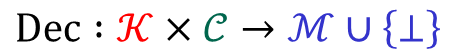 Dec : 𝒦 × 𝒞 → ℳ ∪ {⊥}